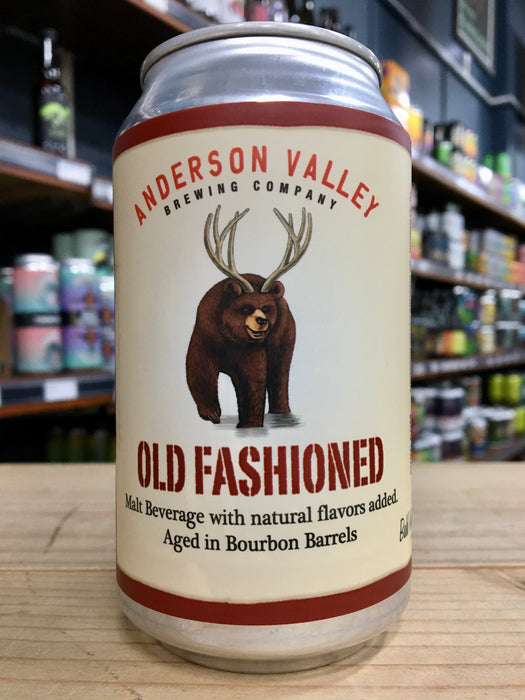 ANDERSON VALLEY
BREWING COMPANY
OLD FASHIONED
Malt Beverage with natural flavors added.
Aged in Bourbon Barrels